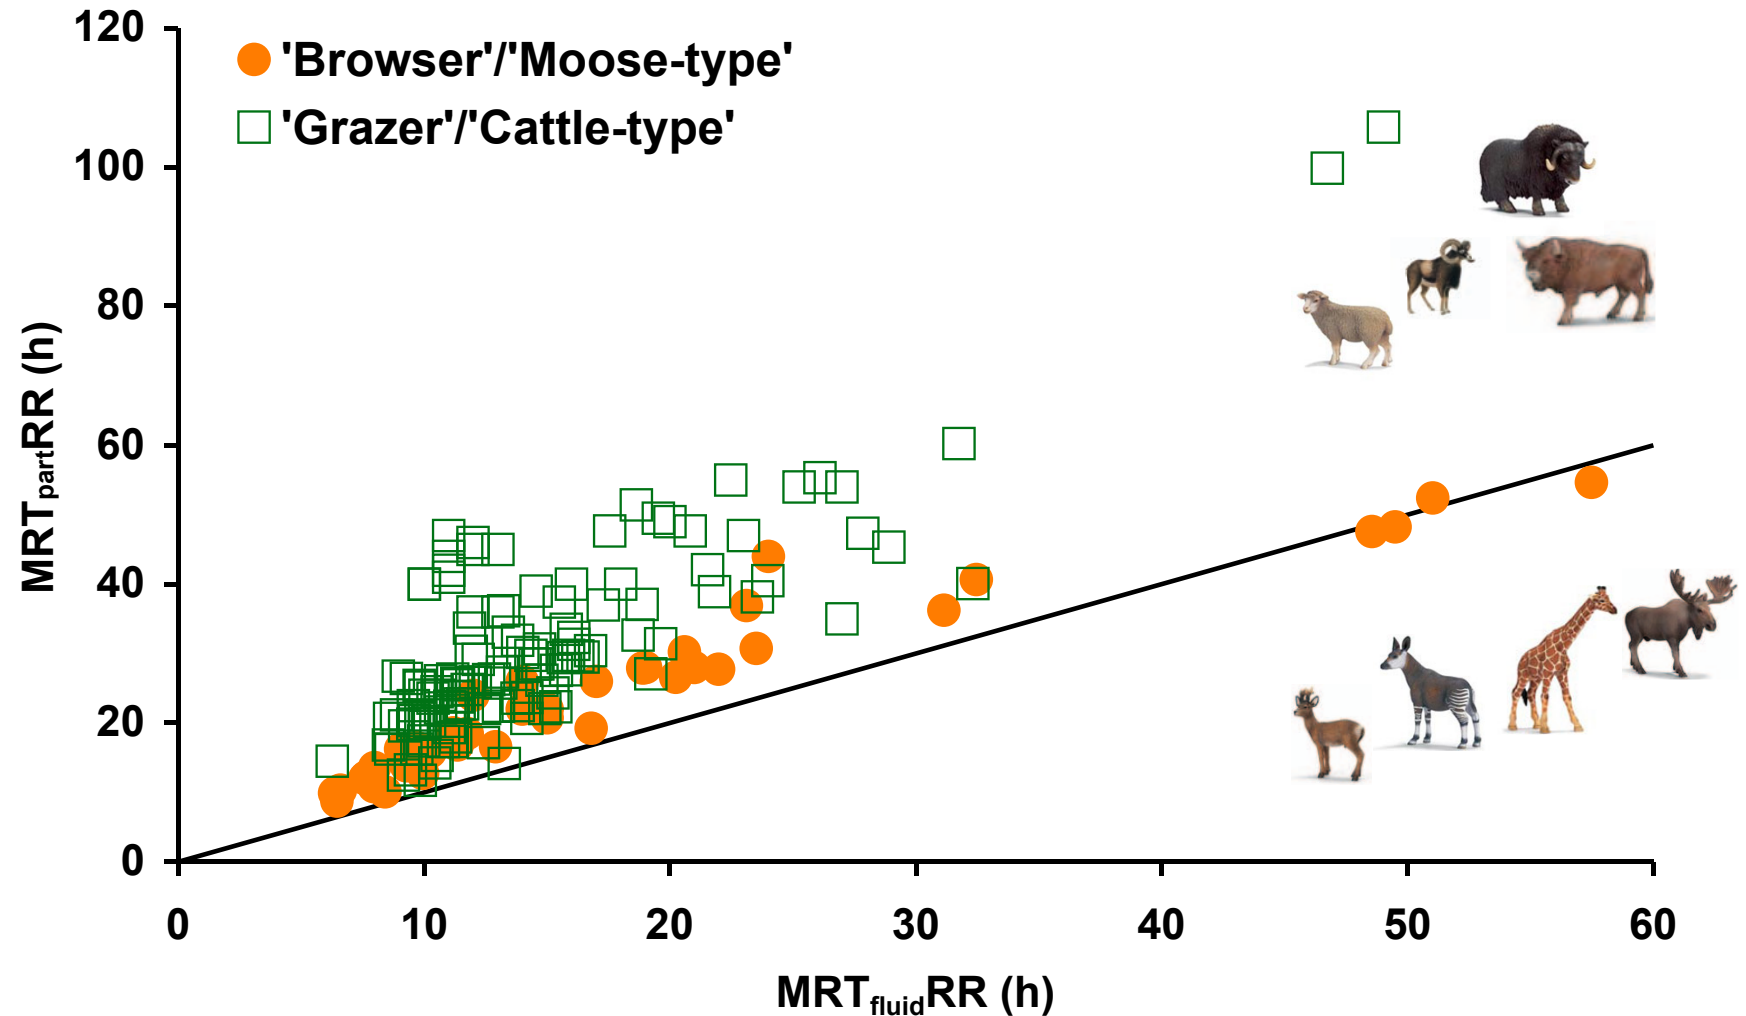 'Browser'/'Moose-type'
'Grazer'/'Cattle-type'
120
100
80
60
40
20
0
MRTpartRR (h)
0 10 20 30 40 50 60
MRTfluidRR (h)